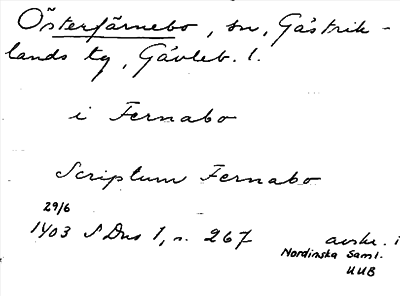 Österfärnebo, sn, Gästrik-
lands tg, Gävleb. l.
i Fernabo
Scriptum Fernabo
29/6
1403 SDns 1, n. 267 avskr. i
Nordinska Saml.
UUB